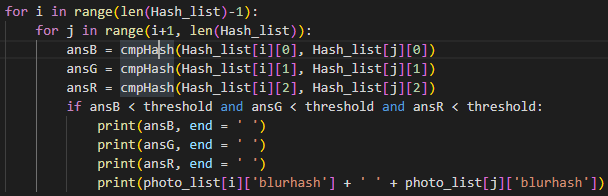 for i in range(len(Hash_list)-1):
    for j in range(i+1, len(Hash_list)):
        ansB = cmpHash(Hash_list[i][0], Hash_list[j][0])
        ansG = cmpHash(Hash_list[i][1], Hash_list[j][1])
        ansR = cmpHash(Hash_list[i][2], Hash_list[j][2])
        if ansB < threshold and ansG < threshold and ansR < threshold:
            print(ansB, end = ' ')
            print(ansG, end = ' ')
            print(ansR, end = ' ')
            print(photo_list[i]['blurhash'] + ' ' + photo_list[j]['blurhash'])